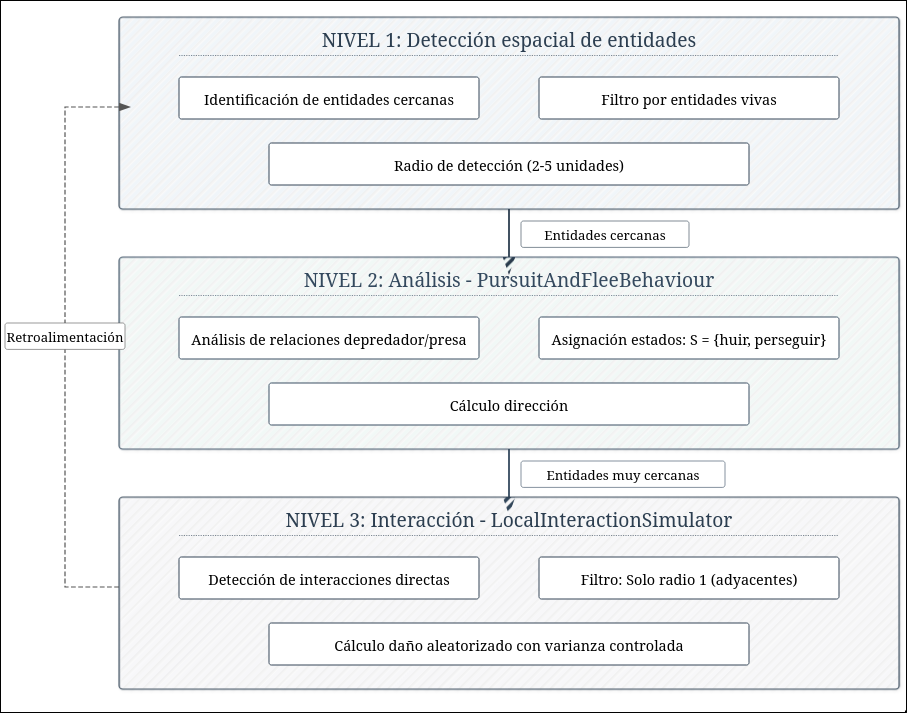 NIVEL 1: Detección espacial de entidades
Identificación de entidades cercanas
Filtro por entidades vivas
Radio de detección (2-5 unidades)
Entidades cercanas
NIVEL 2: Análisis - PursuitAndFleeBehaviour
Análisis de relaciones depredador/presa
Asignación estados: S = {huir, perseguir}
Retroalimentación
Cálculo dirección
Entidades muy cercanas
NIVEL 3: Interacción - LocalInteractionSimulator
Detección de interacciones directas
Filtro: Solo radio 1 (adyacentes)
Cálculo daño aleatorizado con varianza controlada